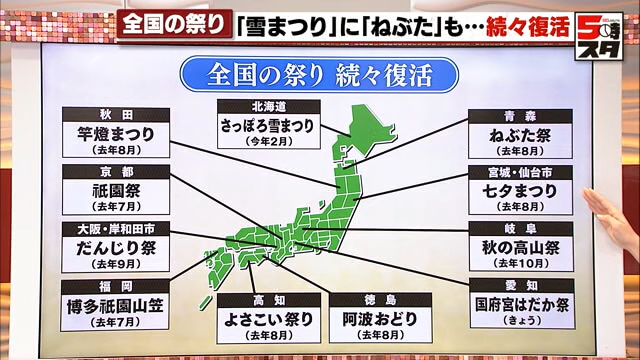 全国の祭り 「雪まつり」に「ねぶた」も…続々復活
5時スタ
全国の祭り 続々復活
北海道
さっぽろ雪まつり
(今年2月)
秋田
竿燈まつり
(去年8月)
京都
祇園祭
(去年7月)
大阪・岸和田市
だんじり祭
(去年9月)
福岡
博多祇園山笠
(去年7月)
高知
よさこい祭り
(去年8月)
徳島
阿波おどり
(去年8月)
青森
ねぶた祭
(去年8月)
宮城・仙台市
七夕まつり
(去年8月)
岐阜
秋の高山祭
(去年10月)
愛知
国府宮はだか祭
(きょう)